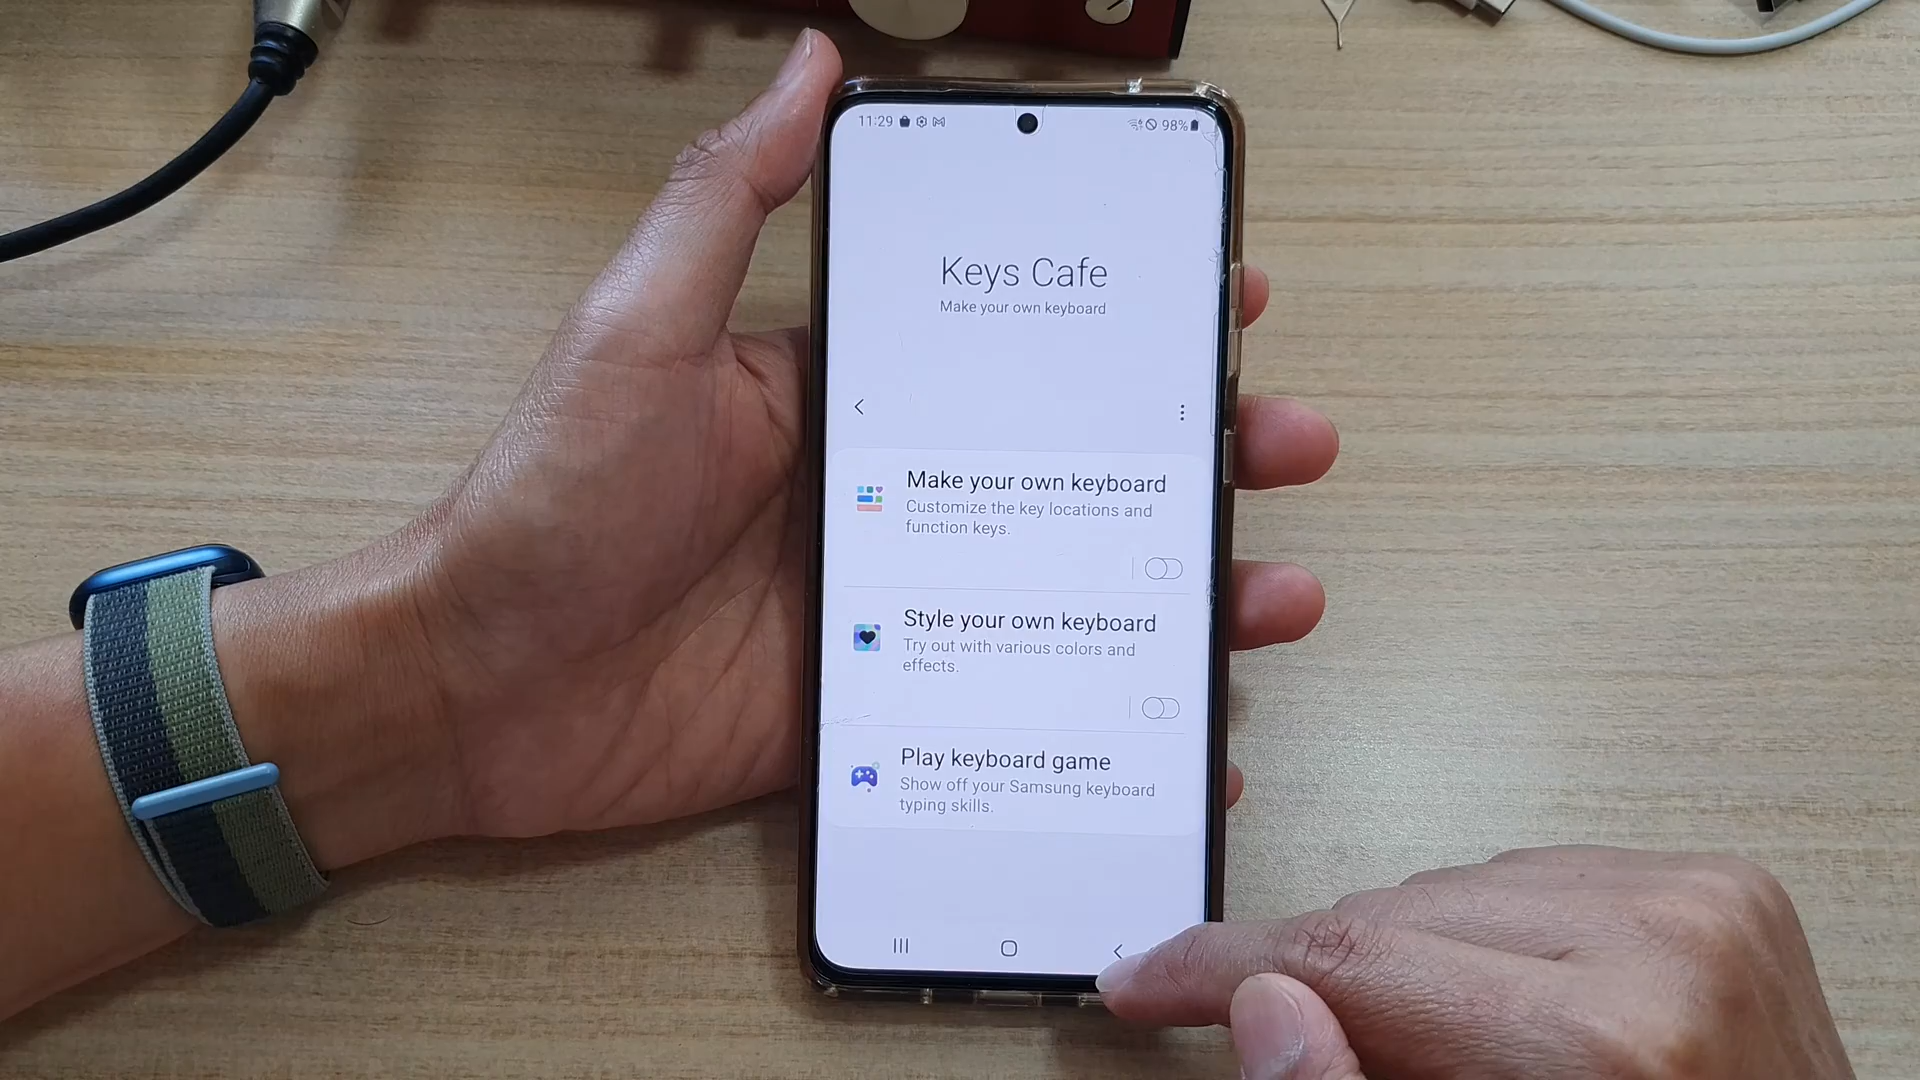 11:29
98%
Keys Cafe
Make your own keyboard
Make your own keyboard
Customize the key locations and
function keys.
Style your own keyboard
Try out with various colors and
effects.
Play keyboard game
Show off your Samsung keyboard
typing skills.